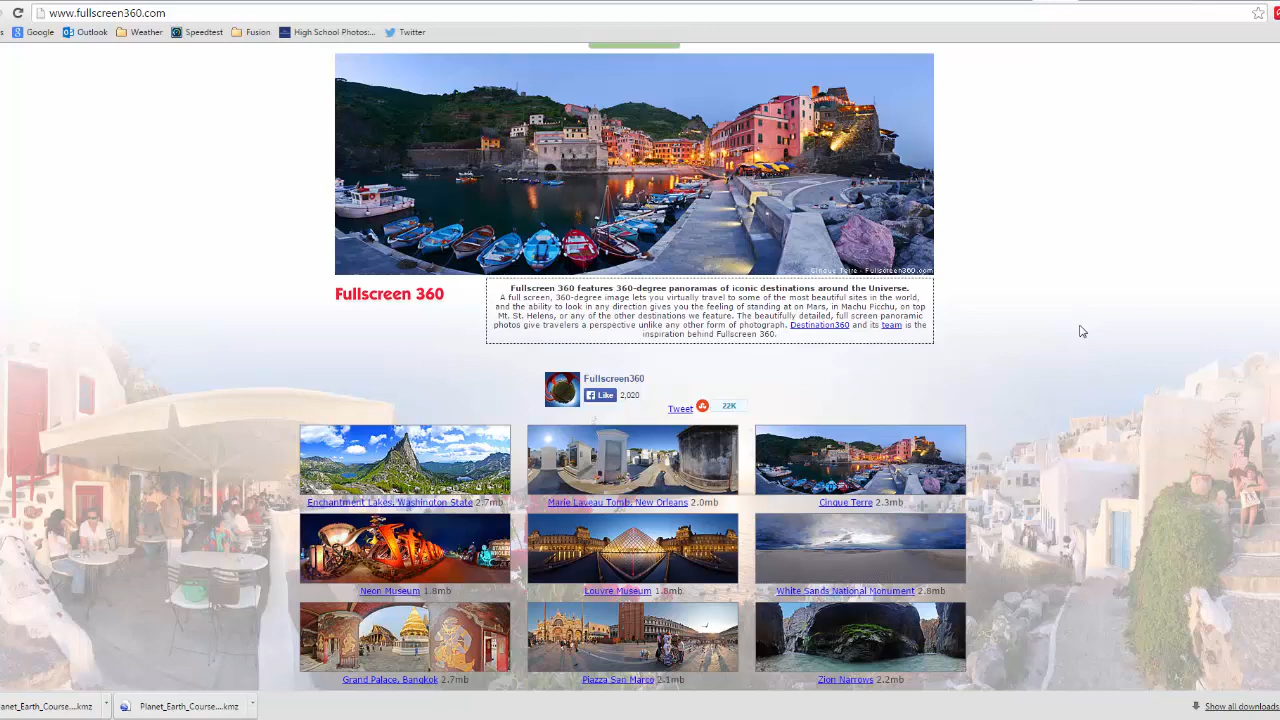 www.fullscreen360.com
Google Outlook Weather Speedtest Fusion High School Photos:... Twitter
Cinque Terre - Fullscreen360.com
Fullscreen 360
Fullscreen 360 features 360-degree panoramas of iconic destinations around the Universe.
A full screen, 360-degree image lets you virtually travel to some of the most beautiful sites in the world,
and the ability to look in any direction gives you the feeling of standing at on Mars, in Machu Picchu, on top
Mt. St. Helens, or any of the other destinations we feature. The beautifully detailed, full screen panoramic
photos give travelers a perspective unlike any other form of photograph. Destination360 and its team is the
inspiration behind Fullscreen 360.
Fullscreen360
Like 2,020
Tweet 22K
Enchantment Lakes, Washington State 2.7mb Marie Laveau Tomb, New Orleans 2.0mb Cinque Terre 2.3mb
Neon Museum 1.8mb Louvre Museum 1.8mb White Sands National Monument 2.8mb
Grand Palace, Bangkok 2.7mb Piazza San Marco 2.1mb Zion Narrows 2.2mb
lanet_Earth_Course....kmz Planet_Earth_Course....kmz Show all downloads